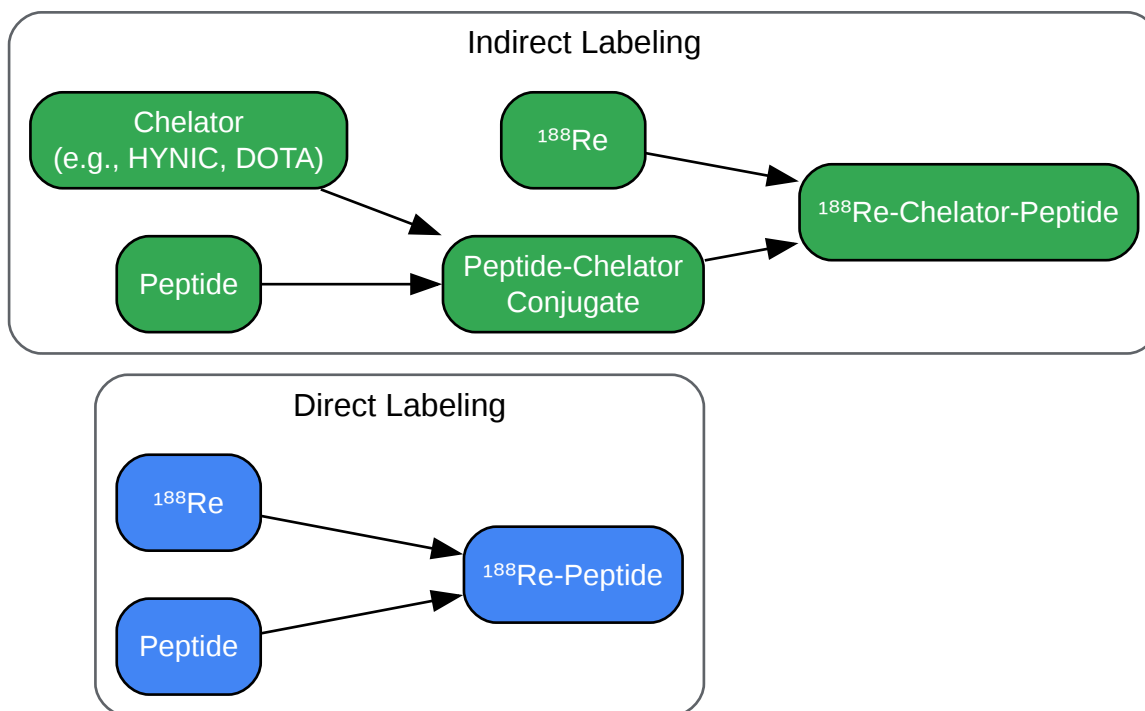 Indirect Labeling
Chelator
(e.g., HYNIC, DOTA)
¹⁸⁸Re
¹⁸⁸Re-Chelator-Peptide
Peptide
Peptide-Chelator
Conjugate
Direct Labeling
¹⁸⁸Re
¹⁸⁸Re-Peptide
Peptide